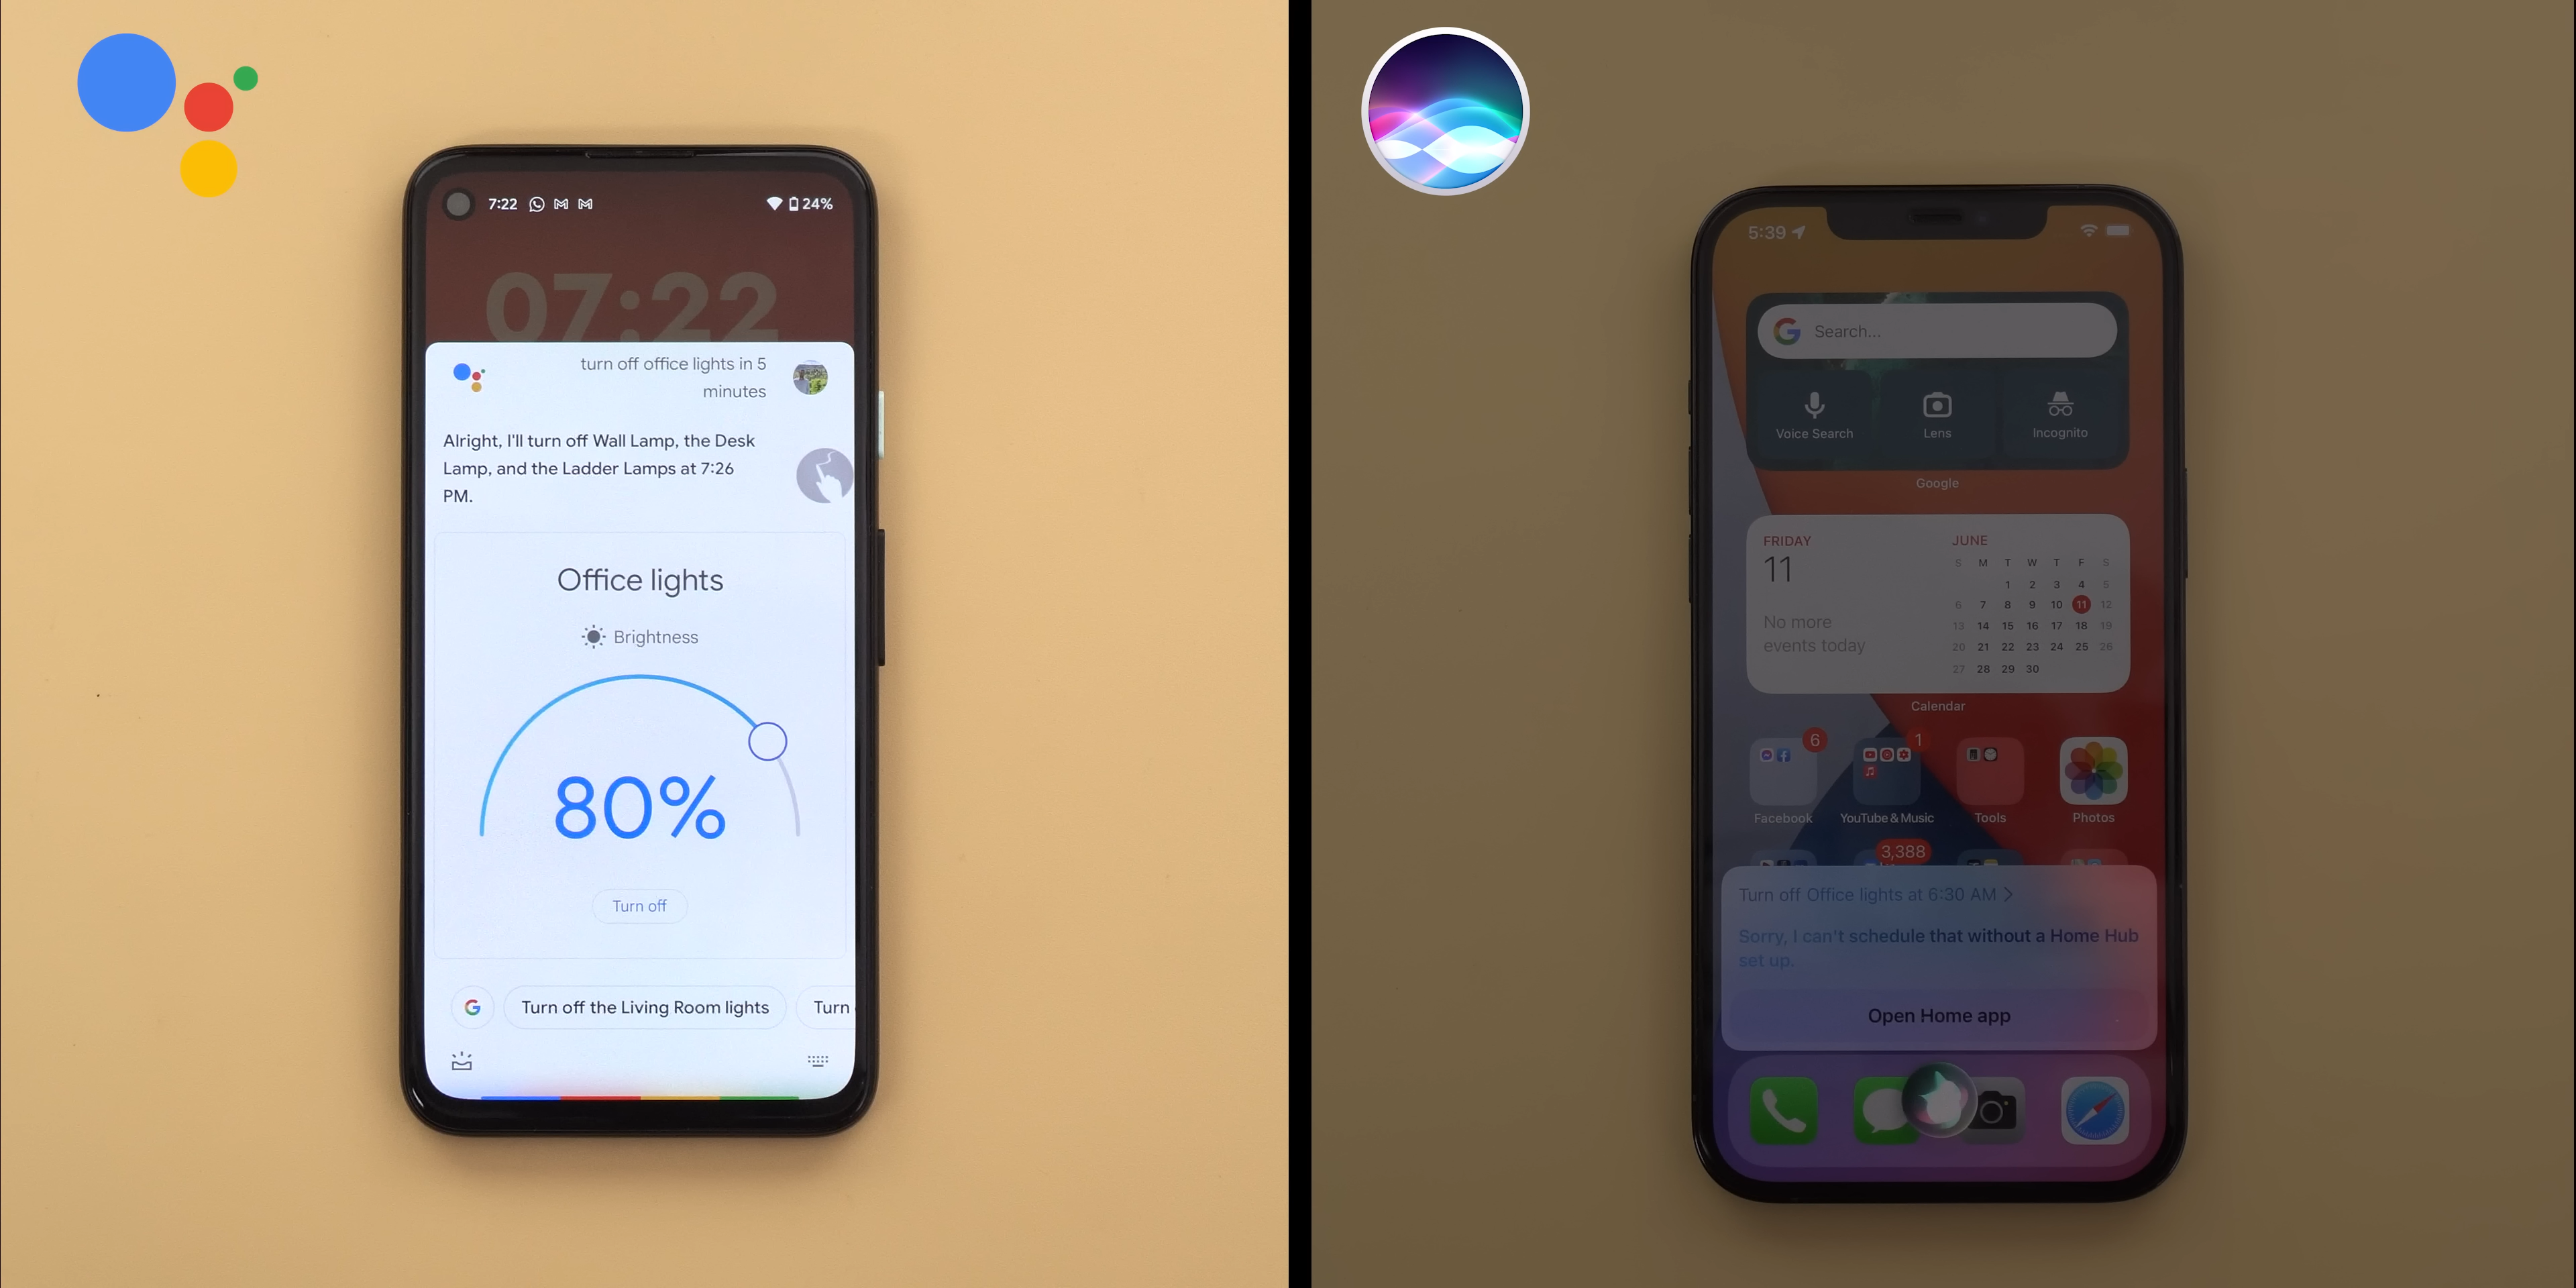 7:22
24%
07:22
turn off office lights in 5
minutes
Alright, I'll turn off Wall Lamp, the Desk
Lamp, and the Ladder Lamps at 7:26
PM.
Office lights
Brightness
80%
Turn off
Turn off the Living Room lights
Turn
5:39
Search...
Voice Search
Lens
Incognito
Google
FRIDAY
11
No more
events today
JUNE
S M T W T F S
1 2 3 4 5
6 7 8 9 10 11 12
13 14 15 16 17 18 19
20 21 22 23 24 25 26
27 28 29 30
Calendar
6
1
Facebook
YouTube & Music
Tools
Photos
3,388
Turn off Office lights at 6:30 AM >
Sorry, I can't schedule that without a Home Hub
set up.
Open Home app